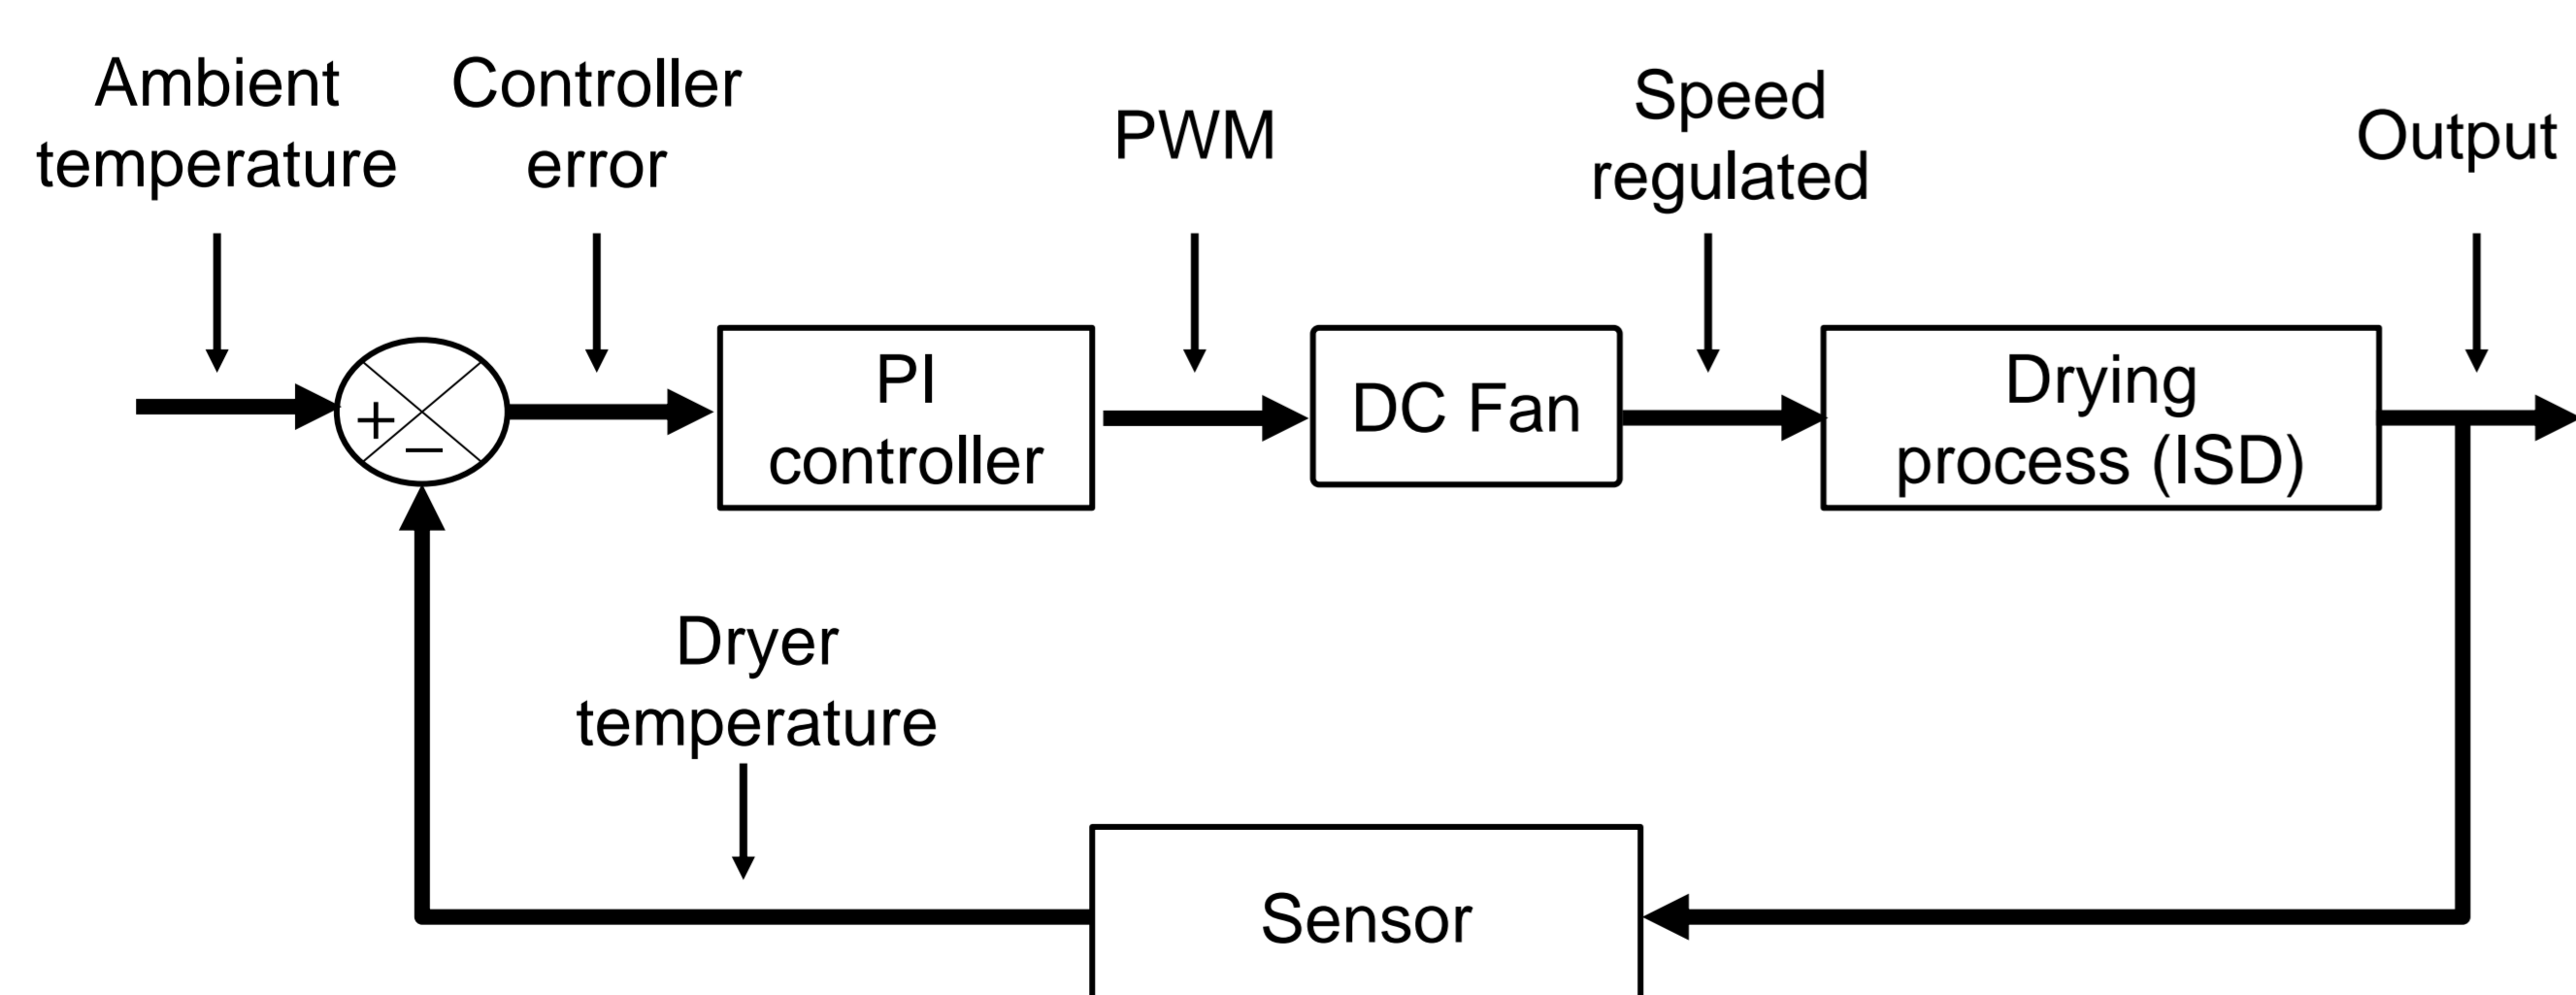 Ambient
temperature
Controller
error
PWM
Speed
regulated
Output
+
−
PI
controller
DC Fan
Drying
process (ISD)
Dryer
temperature
Sensor